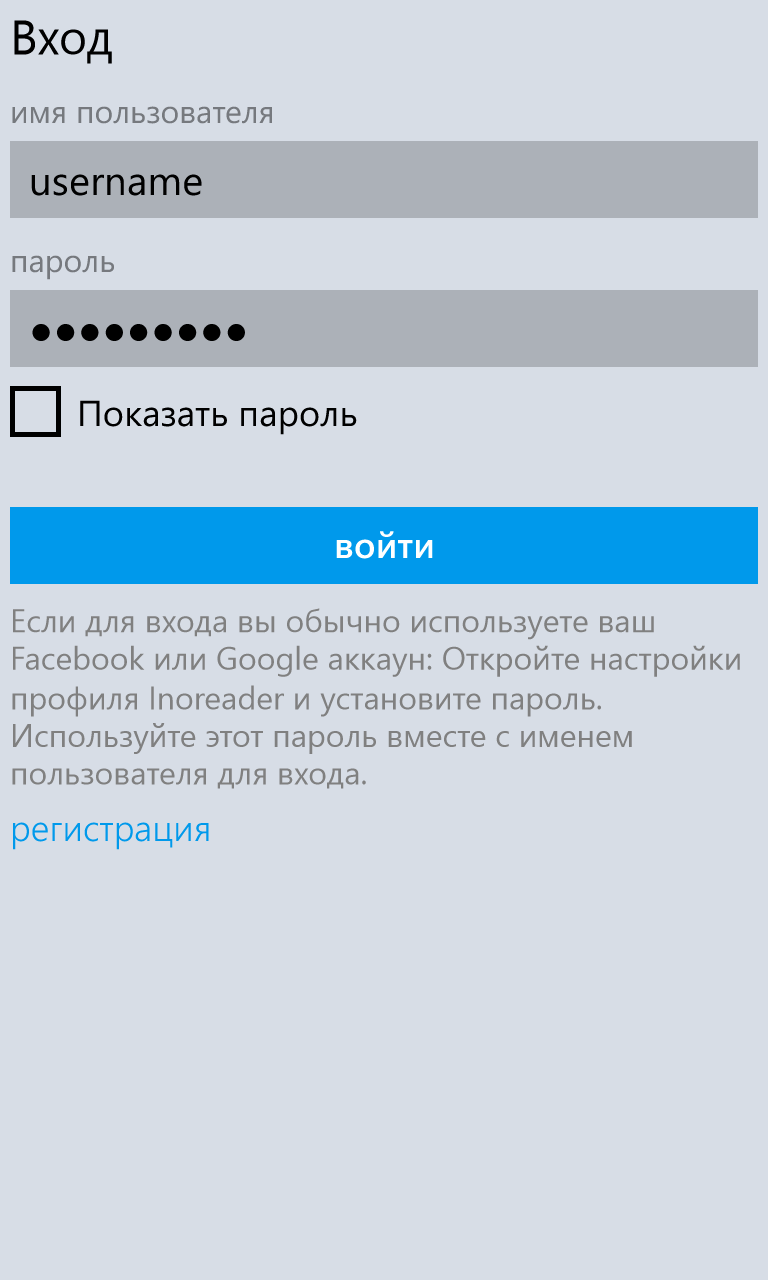 Вход
имя пользователя
username
пароль
●●●●●●●●●
Показать пароль
войти
Если для входа вы обычно используете ваш
Facebook или Google аккаун: Откройте настройки
профиля Inoreader и установите пароль.
Используйте этот пароль вместе с именем
пользователя для входа.
регистрация